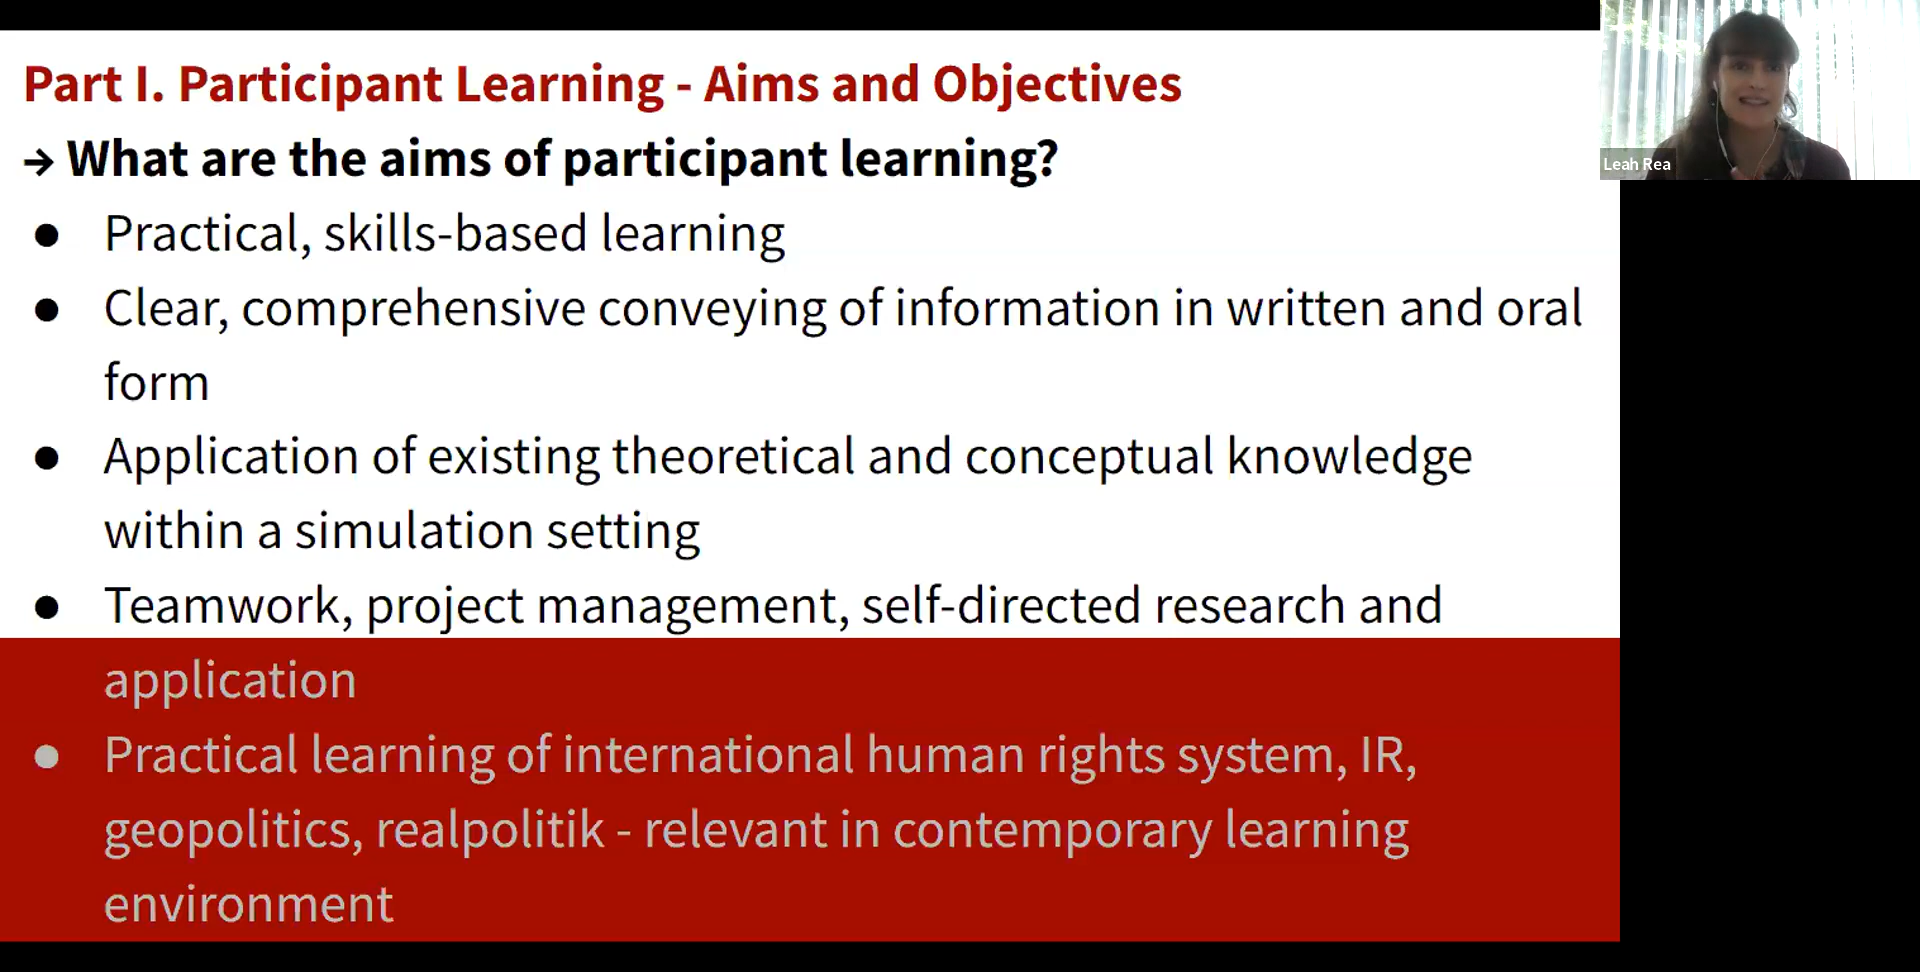 Part I. Participant Learning - Aims and Objectives
→ What are the aims of participant learning?
● Practical, skills-based learning
● Clear, comprehensive conveying of information in written and oral
form
● Application of existing theoretical and conceptual knowledge
within a simulation setting
● Teamwork, project management, self-directed research and
application
● Practical learning of international human rights system, IR,
geopolitics, realpolitik - relevant in contemporary learning
environment
Leah Rea